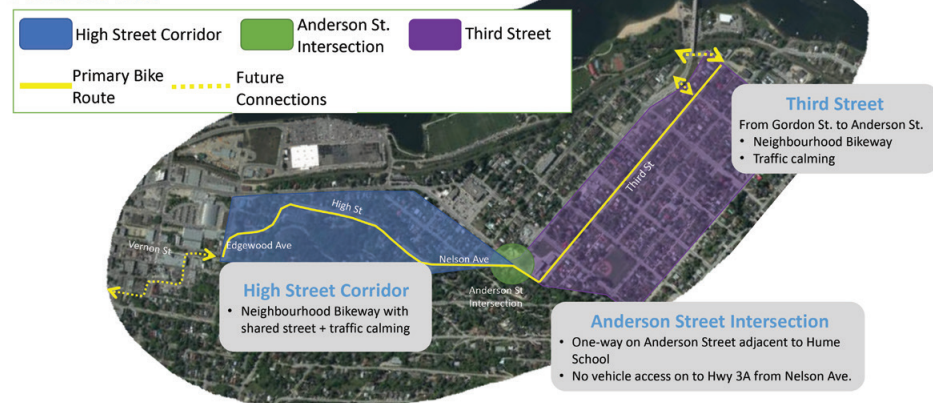 High Street Corridor
Anderson St.
Intersection
Third Street
Primary Bike
Route
Future
Connections
Third Street
From Gordon St. to Anderson St.
• Neighbourhood Bikeway
• Traffic calming
Third St
High St
Vernon St
Edgewood Ave
Nelson Ave
Anderson St
Intersection
High Street Corridor
• Neighbourhood Bikeway with
shared street + traffic calming
Anderson Street Intersection
• One-way on Anderson Street adjacent to Hume
School
• No vehicle access on to Hwy 3A from Nelson Ave.